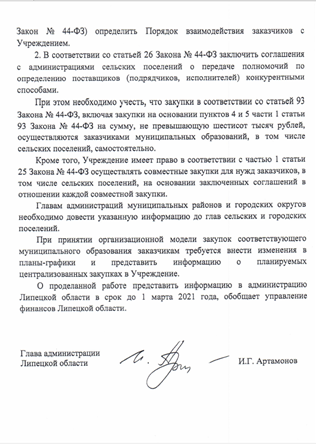 Закон № 44-ФЗ) определить Порядок взаимодействия заказчиков с
Учреждением.
2. В соответствии со статьей 26 Закона № 44-ФЗ заключить соглашения
с администрациями сельских поселений о передаче полномочий по
определению поставщиков (подрядчиков, исполнителей) конкурентными
способами.
При этом необходимо учесть, что закупки в соответствии со статьей 93
Закона № 44-ФЗ, включая закупки на основании пунктов 4 и 5 части 1 статьи
93 Закона № 44-ФЗ на сумму, не превышающую шестисот тысяч рублей,
осуществляются заказчиками муниципальных образований, в том числе
сельских поселений, самостоятельно.
Кроме того, Учреждение имеет право в соответствии с частью 1 статьи
25 Закона № 44-ФЗ осуществлять совместные закупки для нужд заказчиков, в
том числе сельских поселений, на основании заключенных соглашений в
отношении каждой совместной закупки.
Главам администраций муниципальных районов и городских округов
необходимо довести указанную информацию до глав сельских и городских
поселений.
При принятии организационной модели закупок соответствующего
муниципального образования заказчикам требуется внести изменения в
планы-графики и представить информацию о планируемых
централизованных закупках в Учреждение.
О проделанной работе представить информацию в администрацию
Липецкой области в срок до 1 марта 2021 года, обобщает управление
финансов Липецкой области.
Глава администрации
Липецкой области
И.Г. Артамонов